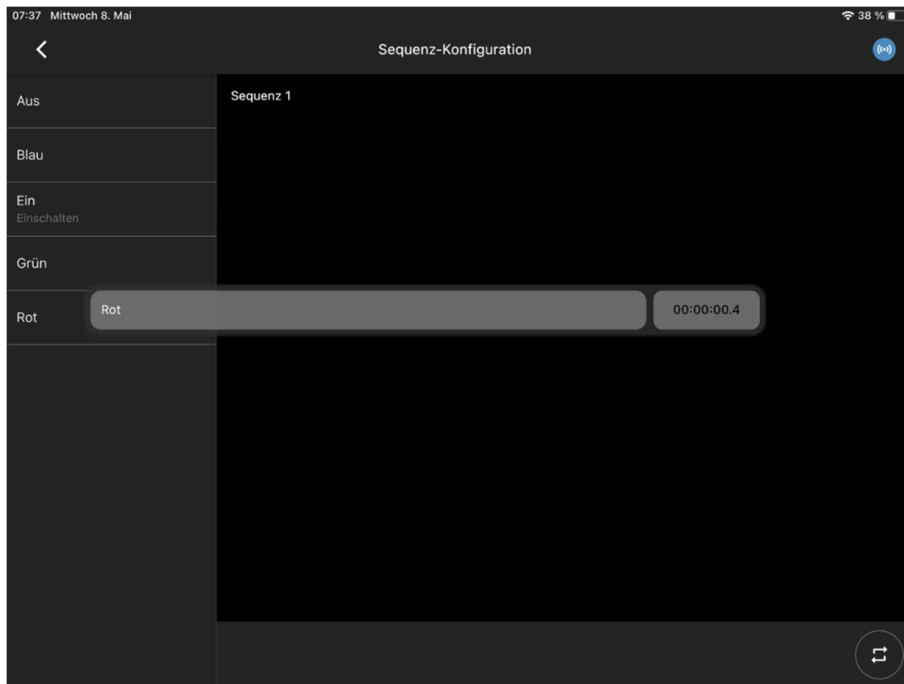 07:37 Mittwoch 8. Mai
38 %
Sequenz-Konfiguration
Aus
Sequenz 1
Blau
Ein
Einschalten
Grün
Rot
Rot
00:00:00.4